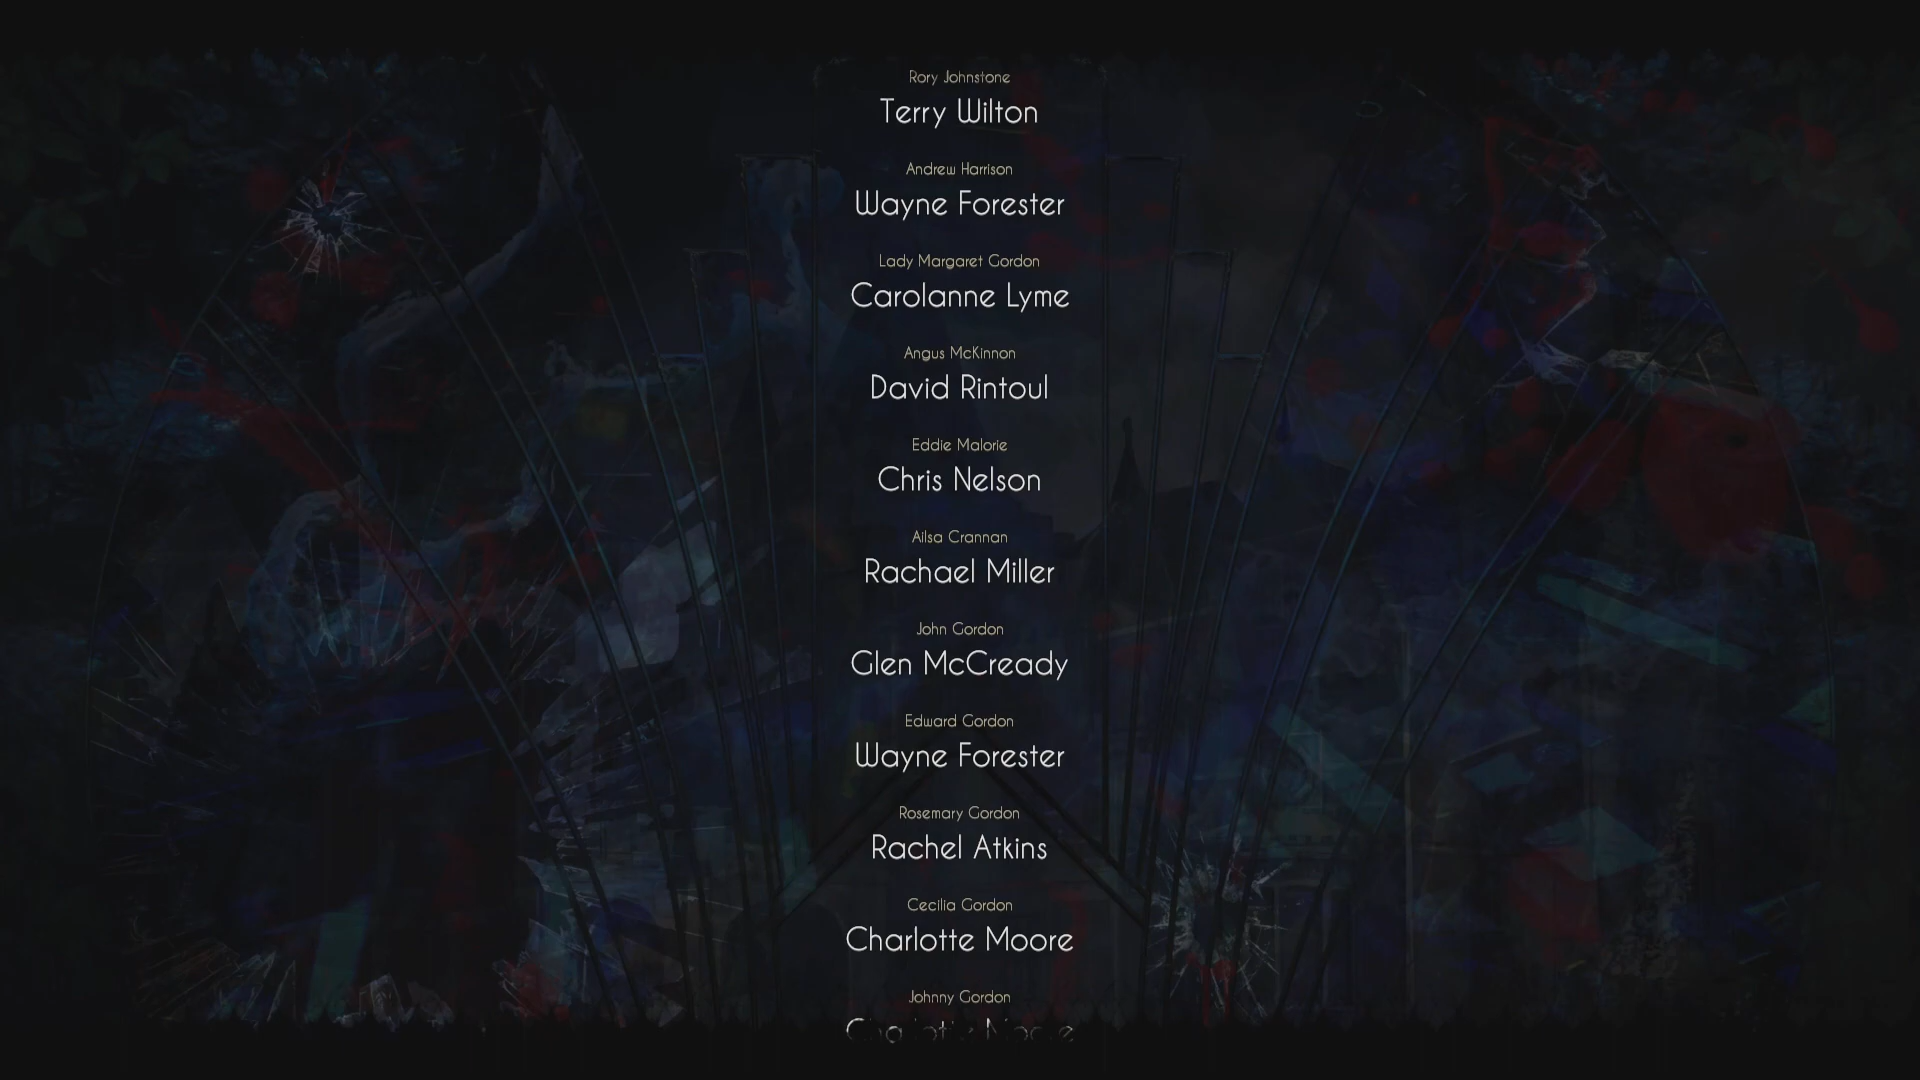 Rory Johnstone
Terry Wilton
Andrew Harrison
Wayne Forester
Lady Margaret Gordon
Carolanne Lyme
Angus McKinnon
David Rintoul
Eddie Malorie
Chris Nelson
Ailsa Crannan
Rachael Miller
John Gordon
Glen McCready
Edward Gordon
Wayne Forester
Rosemary Gordon
Rachel Atkins
Cecilia Gordon
Charlotte Moore
Johnny Gordon
Charlotte Moore